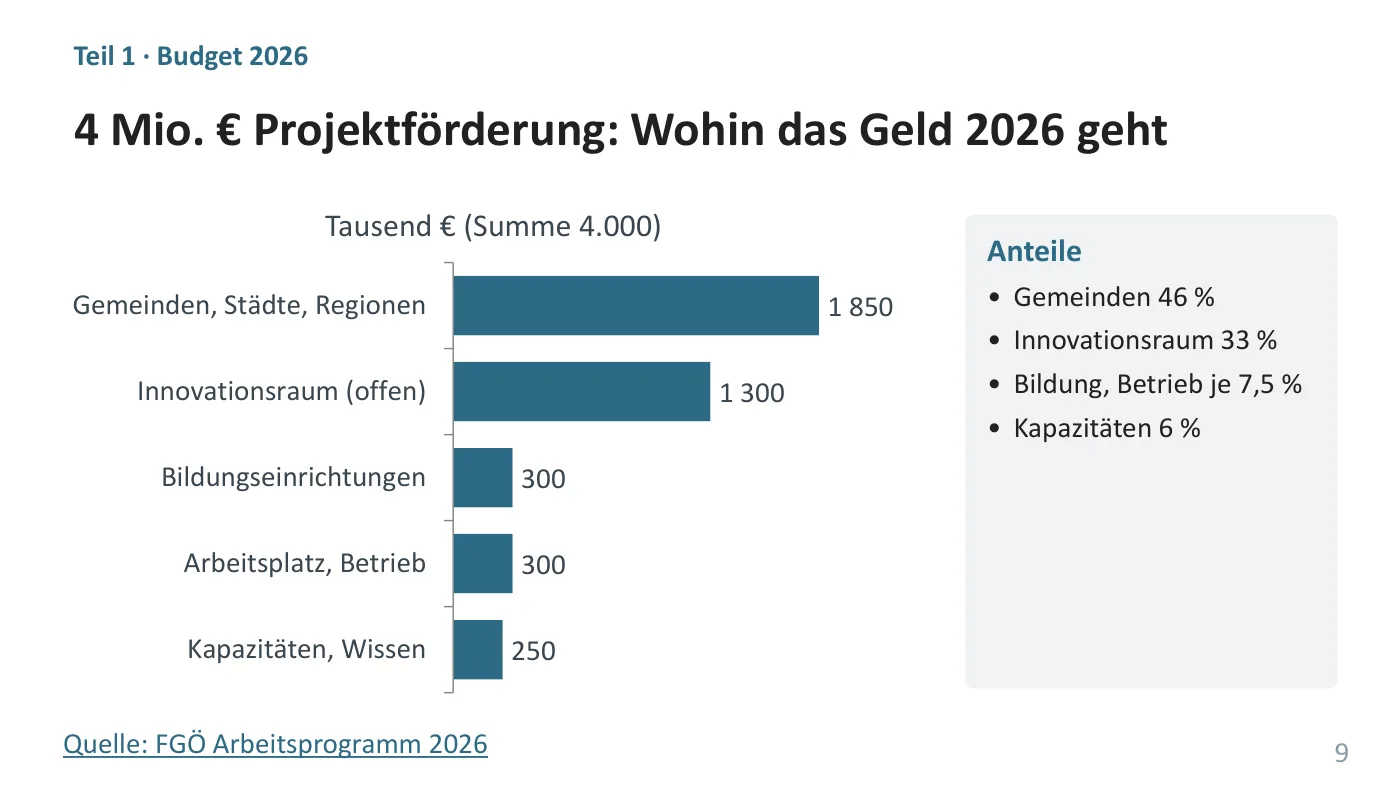 Teil 1 · Budget 2026
4 Mio. € Projektförderung: Wohin das Geld 2026 geht
Tausend € (Summe 4.000)
Gemeinden, Städte, Regionen 1 850
Innovationsraum (offen) 1 300
Bildungseinrichtungen 300
Arbeitsplatz, Betrieb 300
Kapazitäten, Wissen 250
Anteile
• Gemeinden 46 %
• Innovationsraum 33 %
• Bildung, Betrieb je 7,5 %
• Kapazitäten 6 %
Quelle: FGÖ Arbeitsprogramm 2026
9